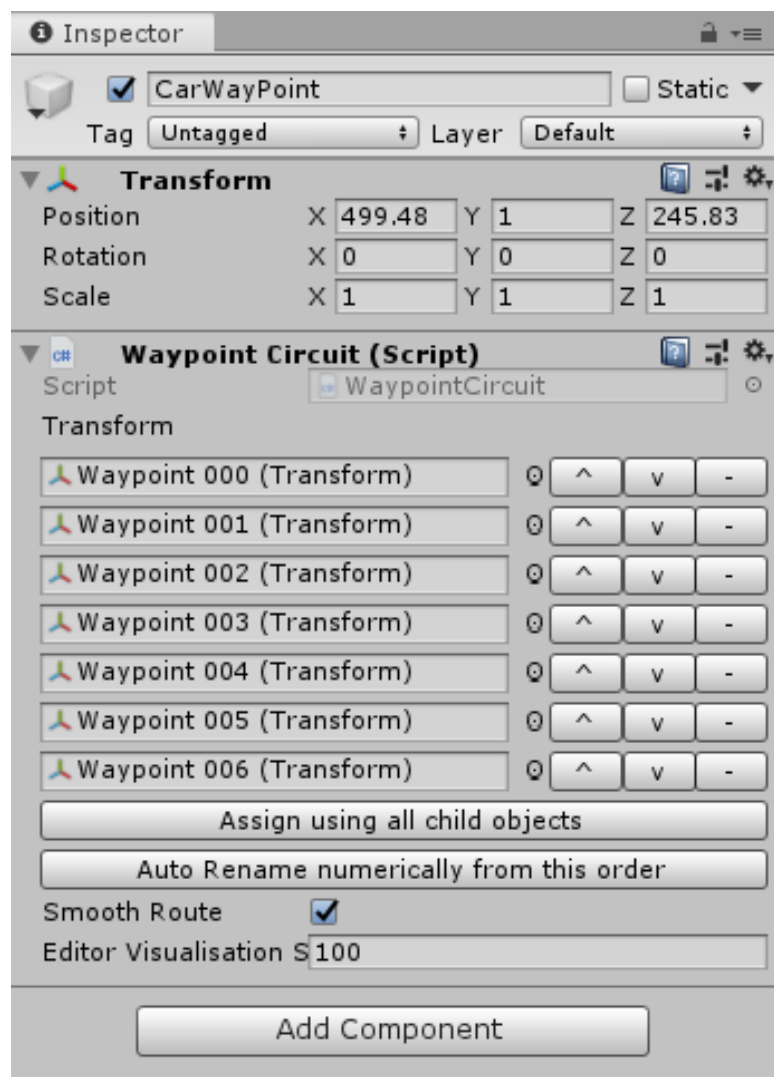 Inspector
CarWayPoint Static
Tag Untagged Layer Default
Transform
Position X 499.48 Y 1 Z 245.83
Rotation X 0 Y 0 Z 0
Scale X 1 Y 1 Z 1
C# Waypoint Circuit (Script)
Script WaypointCircuit
Transform
Waypoint 000 (Transform) ^ v -
Waypoint 001 (Transform) ^ v -
Waypoint 002 (Transform) ^ v -
Waypoint 003 (Transform) ^ v -
Waypoint 004 (Transform) ^ v -
Waypoint 005 (Transform) ^ v -
Waypoint 006 (Transform) ^ v -
Assign using all child objects
Auto Rename numerically from this order
Smooth Route
Editor Visualisation S 100
Add Component